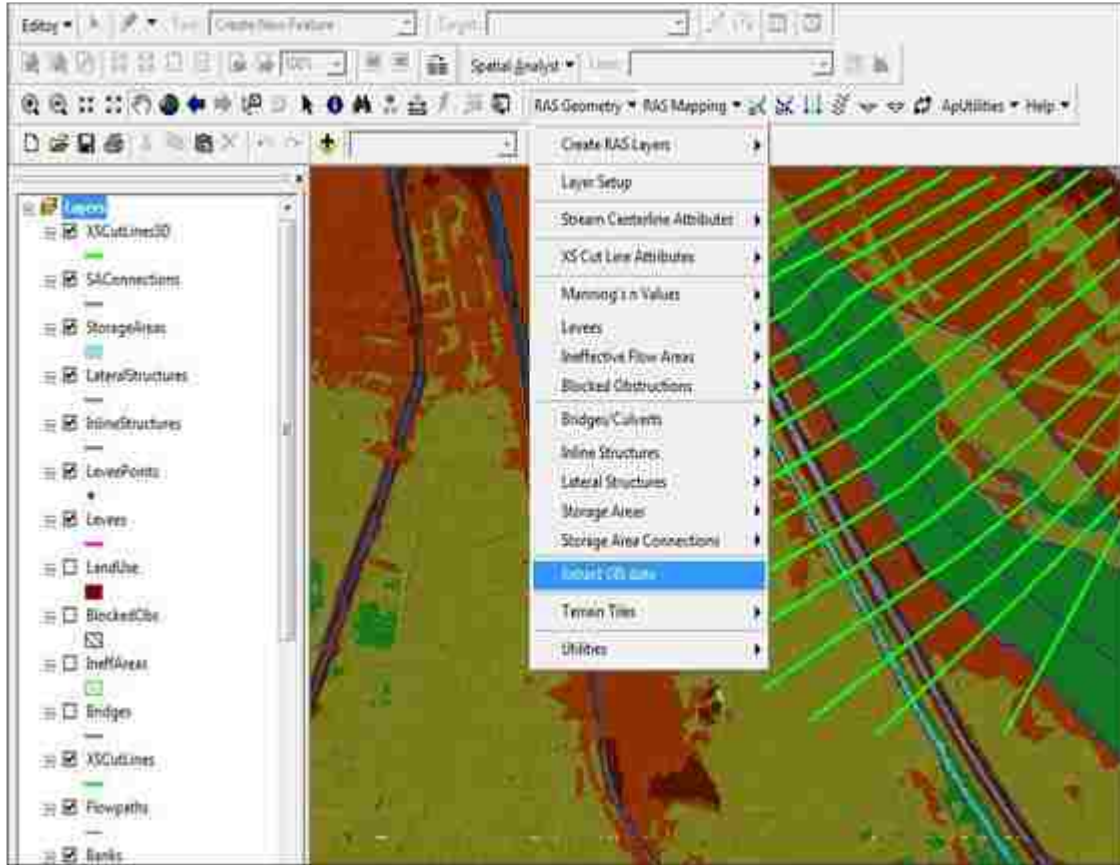 Editor
Create New Feature
Target:
100%
Spatial Analyst
RAS Geometry RAS Mapping ApUtilities Help
Create RAS Layers
Layer Setup
Stream Centerline Attributes
XS Cut Line Attributes
Manning's n Values
Levees
Ineffective Flow Areas
Blocked Obstructions
Bridges/Culverts
Inline Structures
Lateral Structures
Storage Areas
Storage Area Connections
Extract GIS data
Terrain Tiles
Utilities
Layers
XSCutLines3D
SAConnections
StorageAreas
LateralStructures
InlineStructures
LeveePoints
Levees
LandUse
BlockedObs
IneffAreas
Bridges
XSCutLines
Flowpaths
Banks